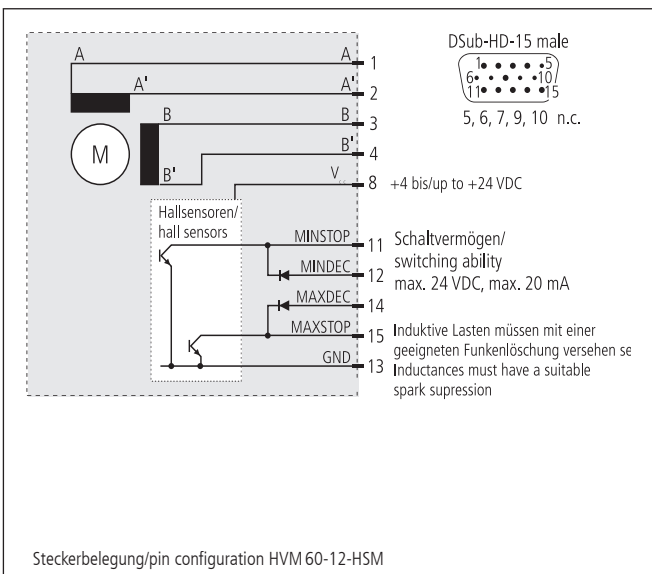 DSub-HD-15 male
1 5
6 10
11 15
5, 6, 7, 9, 10 n.c.
A A 1
A' A' 2
B B 3
B' B' 4
V 8 +4 bis/up to +24 VDC
M
Hallsensoren/
hall sensors
MINSTOP 11
MINDEC 12
MAXDEC 14
MAXSTOP 15
GND 13
Schaltvermögen/
switching ability
max. 24 VDC, max. 20 mA
Induktive Lasten müssen mit einer
geeigneten Funkenlöschung versehen se
Inductances must have a suitable
spark supression
Steckerbelegung/pin configuration HVM 60-12-HSM